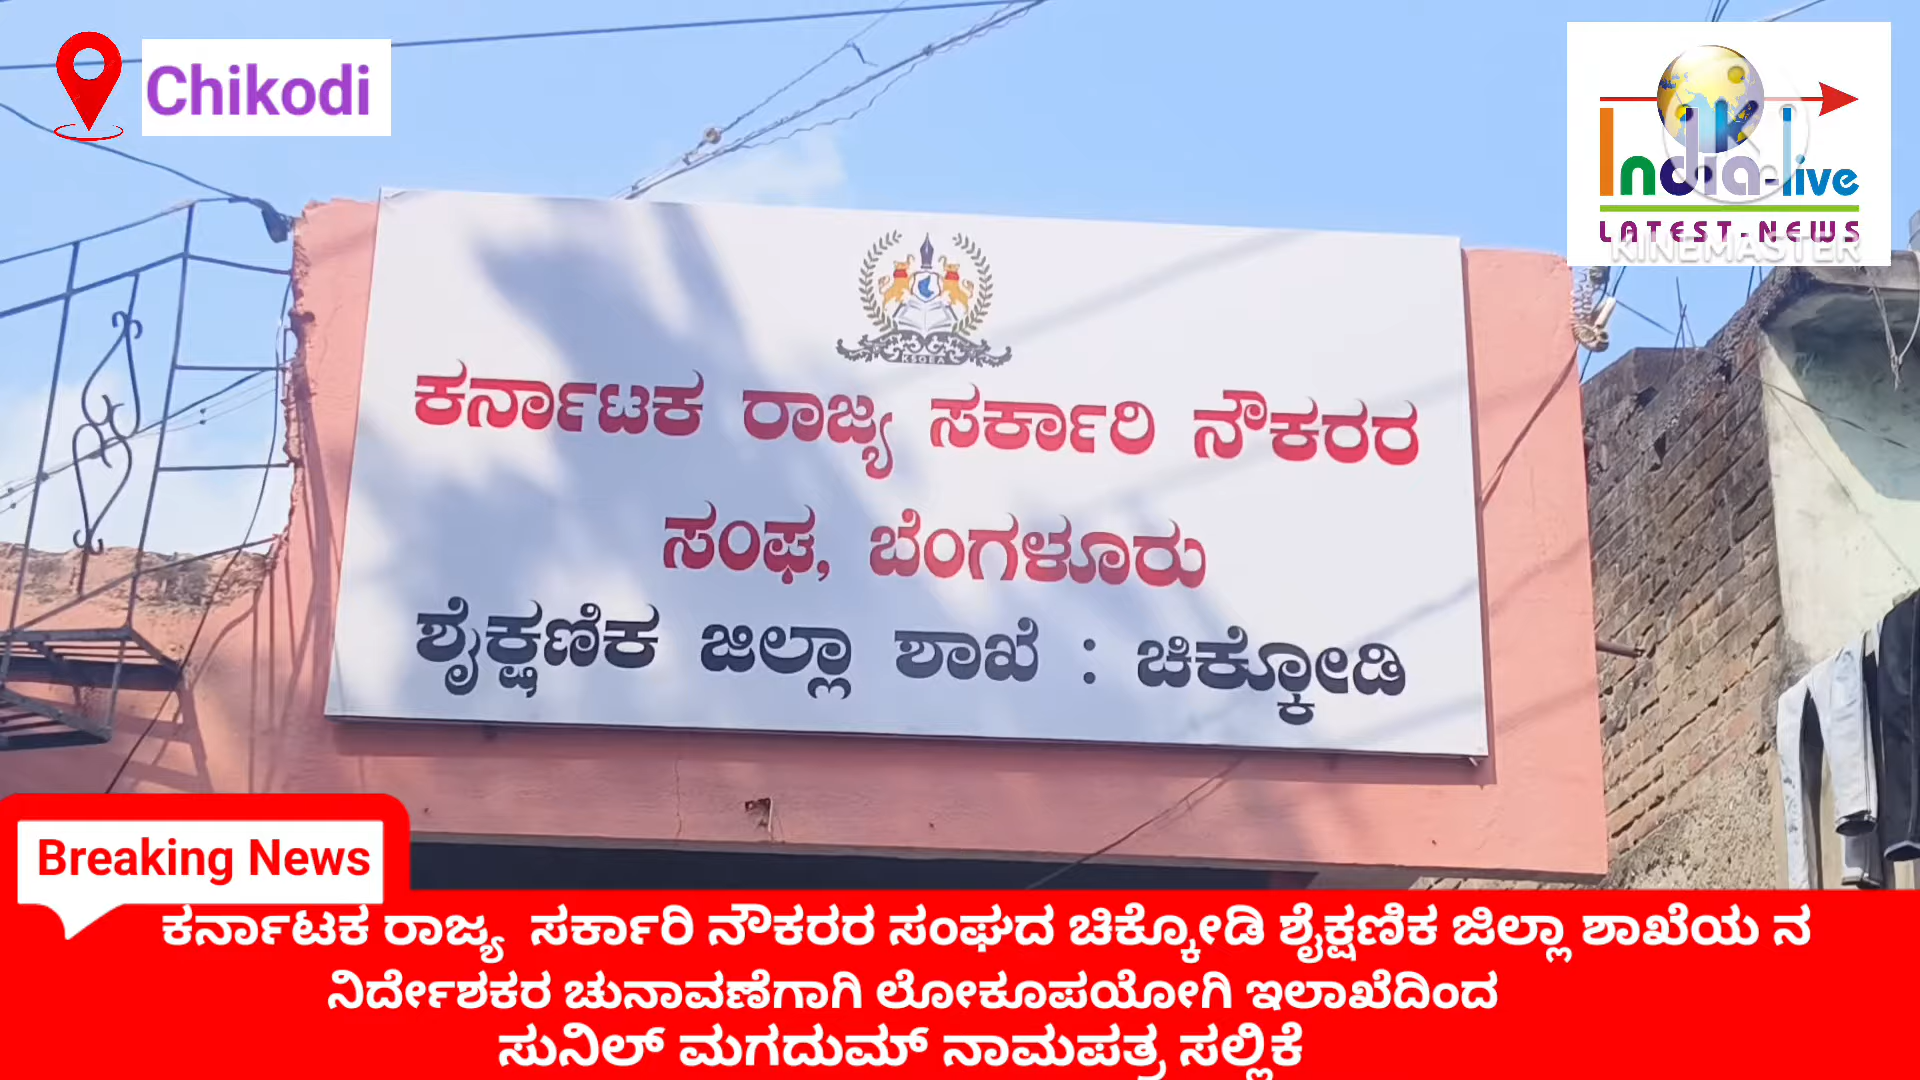 Chikodi
India-live
LATEST-NEWS
KINEMASTER
KSGEA
ಕರ್ನಾಟಕ ರಾಜ್ಯ ಸರ್ಕಾರಿ ನೌಕರರ
ಸಂಘ, ಬೆಂಗಳೂರು
ಶೈಕ್ಷಣಿಕ ಜಿಲ್ಲಾ ಶಾಖೆ : ಚಿಕ್ಕೋಡಿ
Breaking News
ಕರ್ನಾಟಕ ರಾಜ್ಯ ಸರ್ಕಾರಿ ನೌಕರರ ಸಂಘದ ಚಿಕ್ಕೋಡಿ ಶೈಕ್ಷಣಿಕ ಜಿಲ್ಲಾ ಶಾಖೆಯ ನ
ನಿರ್ದೇಶಕರ ಚುನಾವಣೆಗಾಗಿ ಲೋಕೂಪಯೋಗಿ ಇಲಾಖೆದಿಂದ
ಸುನಿಲ್ ಮಗದುಮ್ ನಾಮಪತ್ರ ಸಲ್ಲಿಕೆ